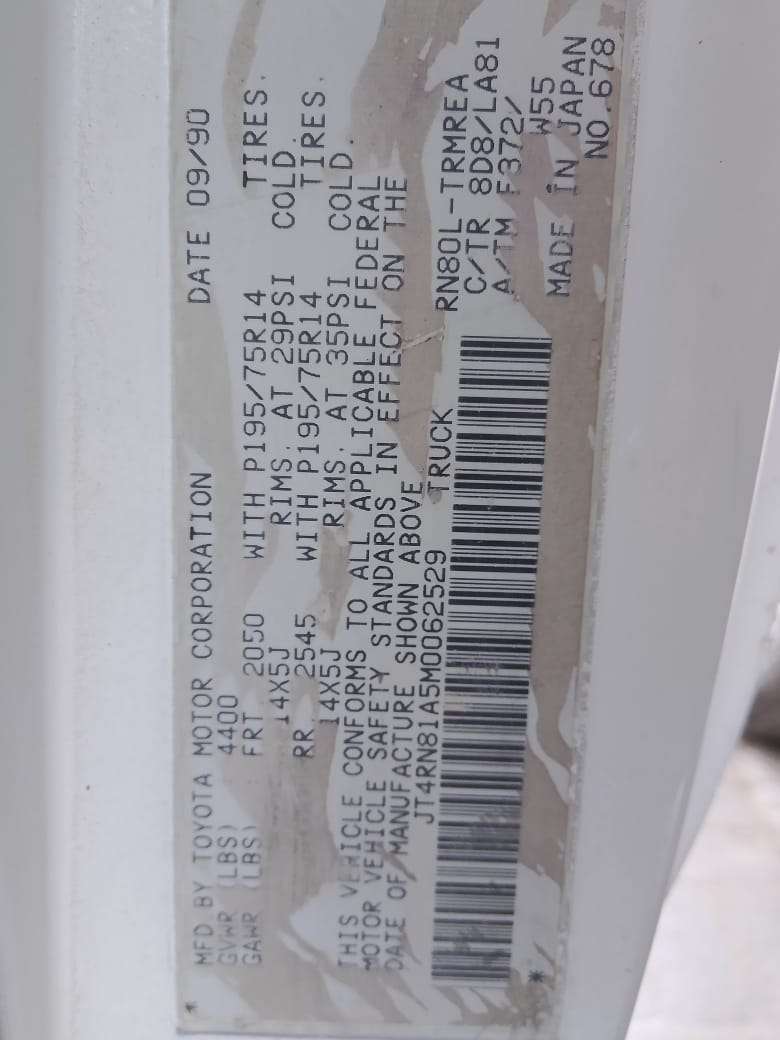 MFD.BY TOYOTA MOTOR CORPORATION DATE 09/90
GVWR (LBS) 4400
GAWR (LBS) FRT 2050 WITH P195/75R14 TIRES.
14X5J RIMS. AT 29PSI COLD.
RR. 2545 WITH P195/75R14 TIRES.
14X5J RIMS. AT 35PSI COLD.
THIS VEHICLE CONFORMS TO ALL APPLICABLE FEDERAL
MOTOR VEHICLE SAFETY STANDARDS IN EFFECT ON THE
DATE OF MANUFACTURE SHOWN ABOVE.
JT4RN81A5M0062529 TRUCK
RN80L-TRMREA
C/TR 8D8/LA81
A/TM F372/
W55
MADE IN JAPAN
NO.678